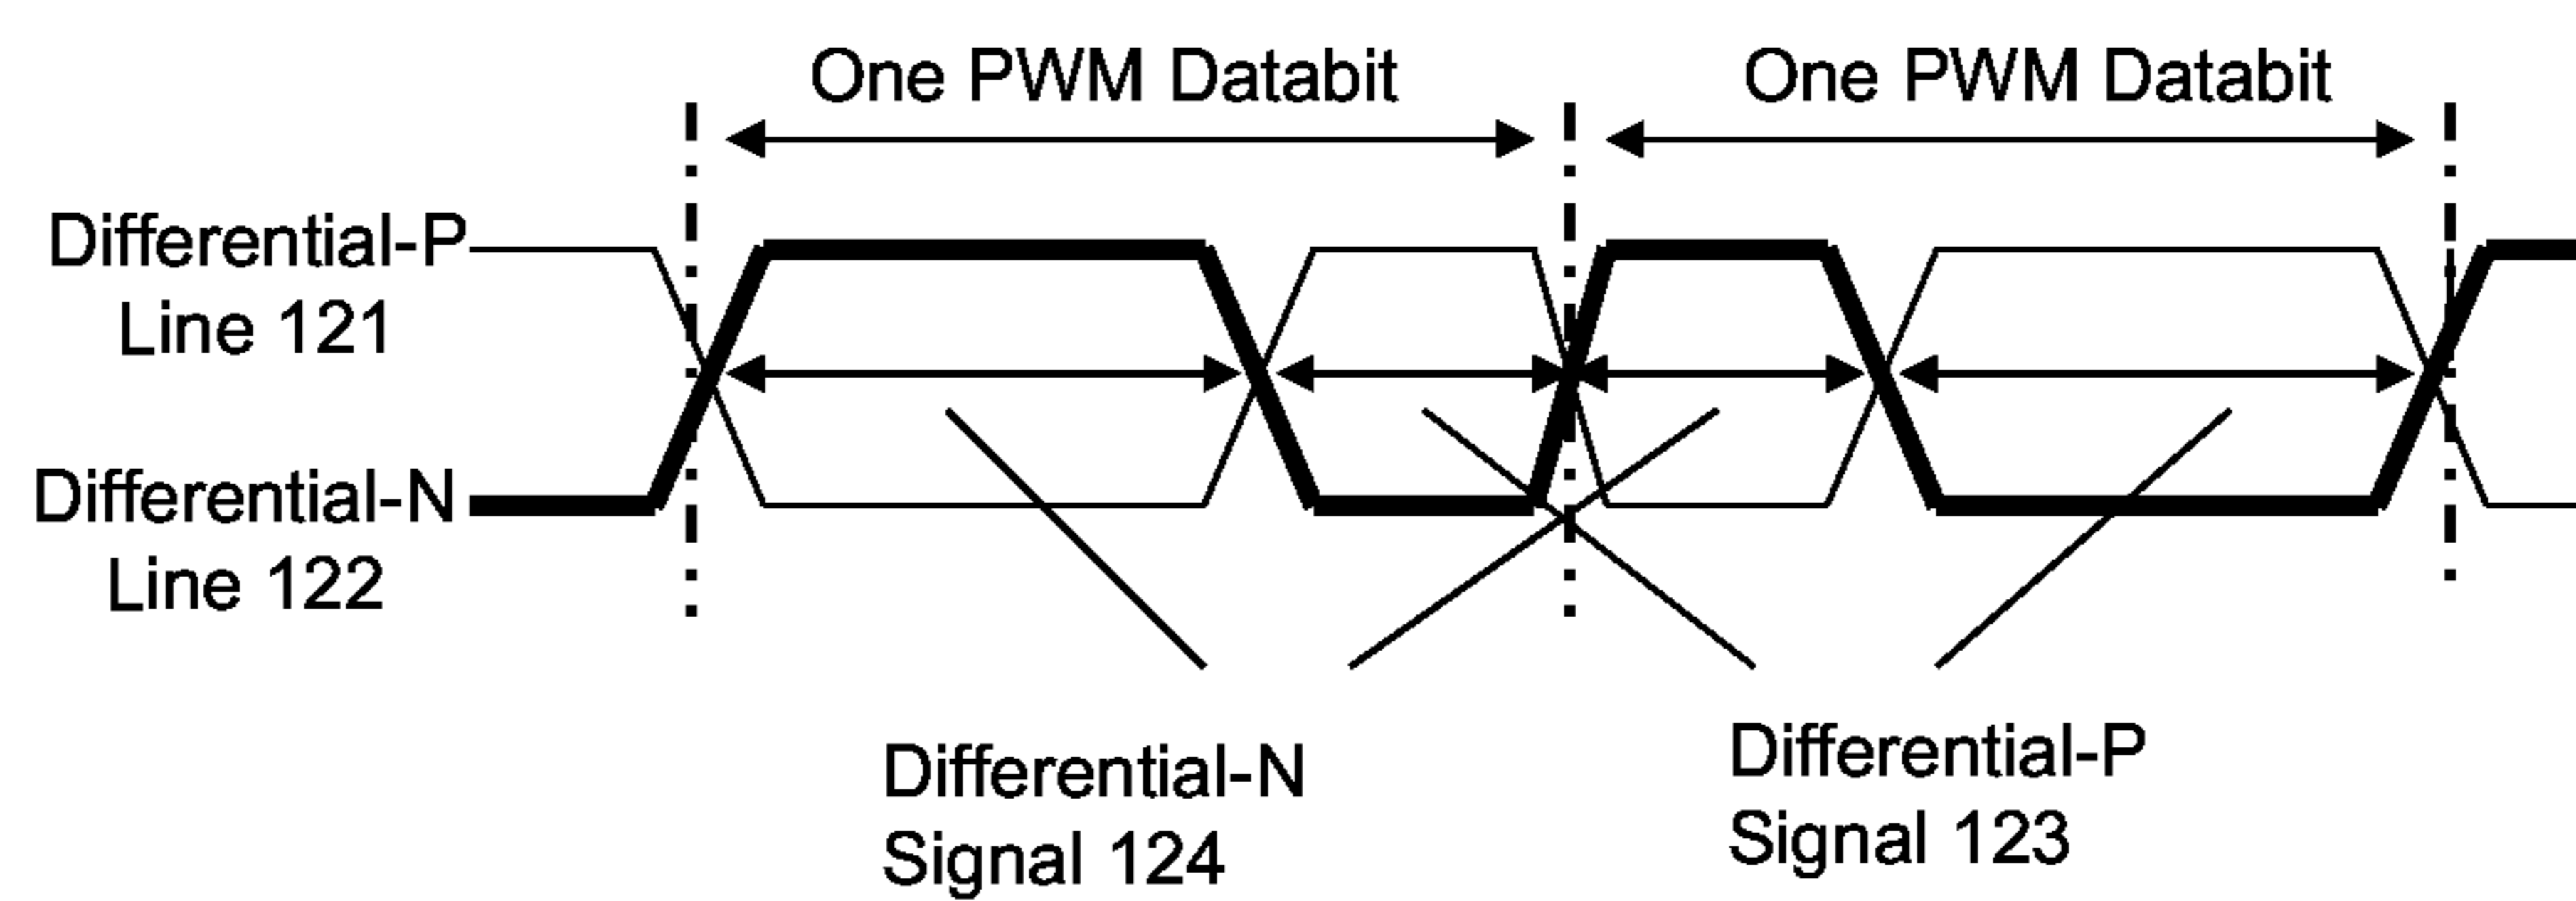 One PWM Databit
One PWM Databit
Differential-P
Line 121
Differential-N
Line 122
Differential-N
Signal 124
Differential-P
Signal 123